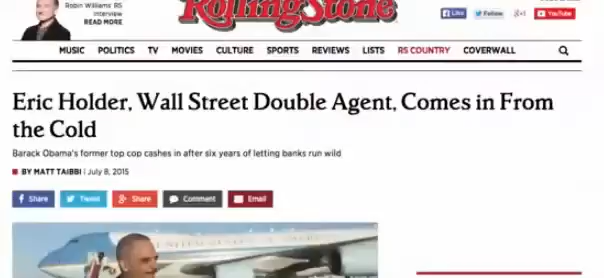 Robin Williams' RS
Interview
READ MORE
RollingStone
Like Follow g+1 YouTube
MUSIC POLITICS TV MOVIES CULTURE SPORTS REVIEWS LISTS RS COUNTRY COVERWALL
Eric Holder, Wall Street Double Agent, Comes in From
the Cold
Barack Obama's former top cop cashes in after six years of letting banks run wild
BY MATT TAIBBI | July 8, 2015
Share Tweet Share Comment Email